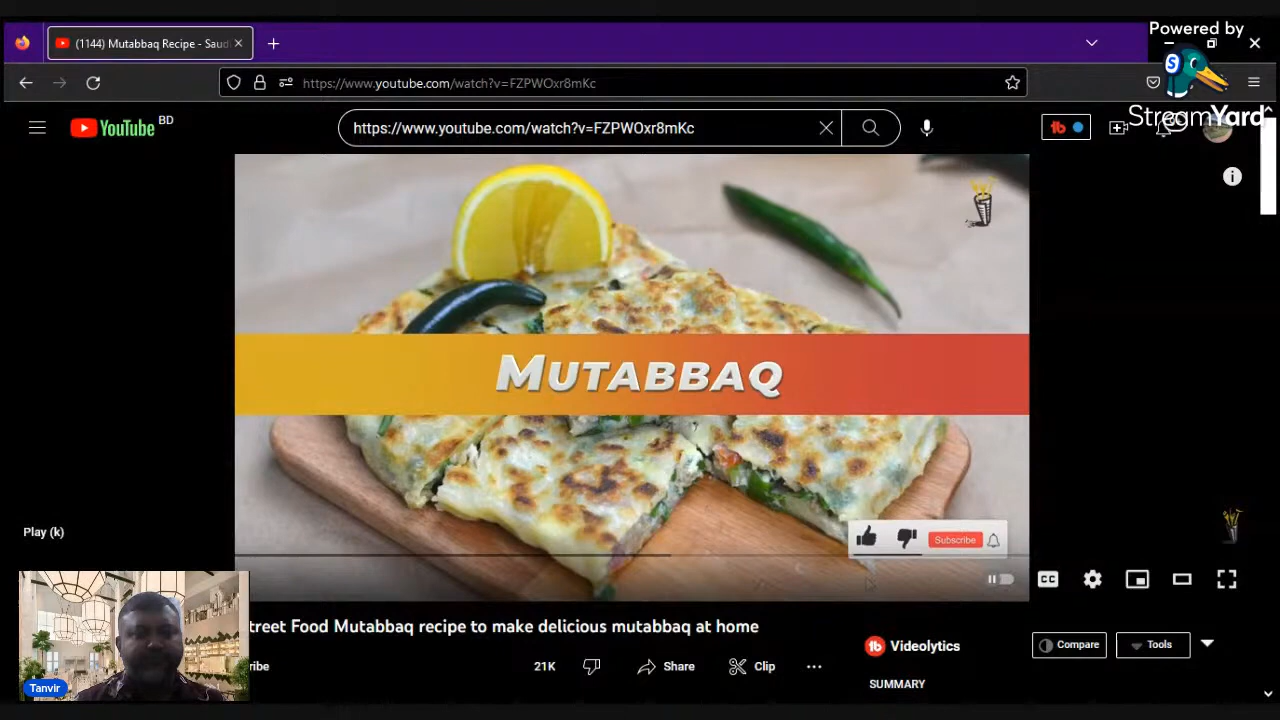 Powered by
StreamYard
(1144) Mutabbaq Recipe - Saud
https://www.youtube.com/watch?v=FZPWOxr8mKc
YouTube BD
https://www.youtube.com/watch?v=FZPWOxr8mKc
MUTABBAQ
Subscribe
Play (k)
CC
treet Food Mutabbaq recipe to make delicious mutabbaq at home
Videolytics
Compare
Tools
ibe
21K
Share
Clip
SUMMARY
Tanvir